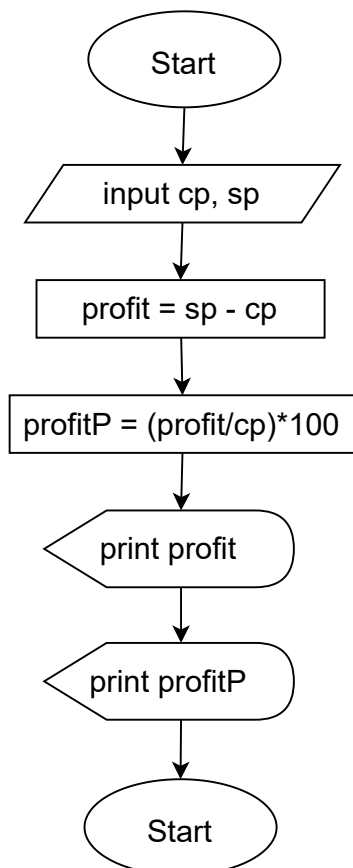 Start
input cp, sp
profit = sp - cp
profitP = (profit/cp)*100
print profit
print profitP
Start